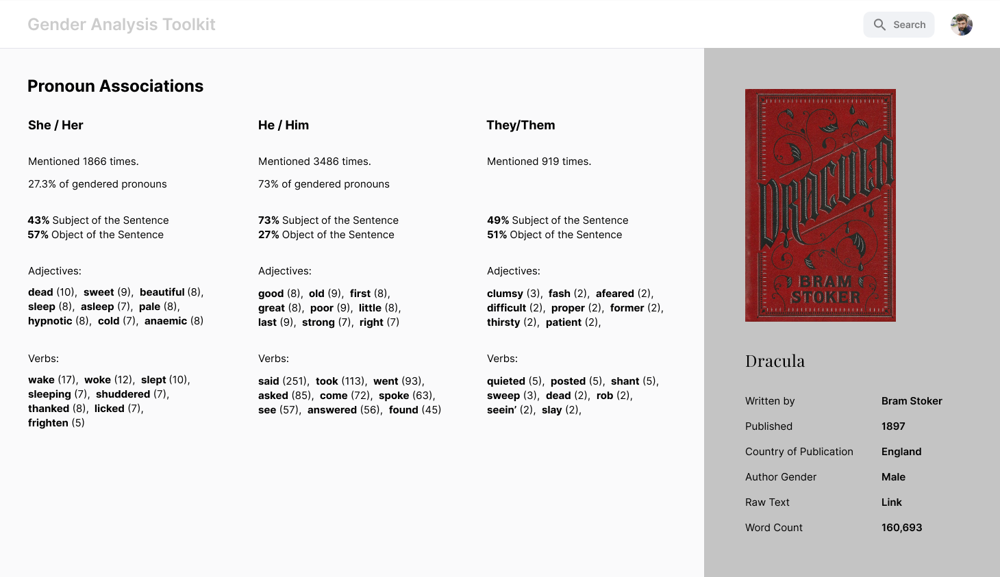 Gender Analysis Toolkit
Search
Pronoun Associations
She / Her
Mentioned 1866 times.
27.3% of gendered pronouns
43% Subject of the Sentence
57% Object of the Sentence
Adjectives:
dead (10), sweet (9), beautiful (8),
sleep (8), asleep (7), pale (8),
hypnotic (8), cold (7), anaemic (8)
Verbs:
wake (17), woke (12), slept (10),
sleeping (7), shuddered (7),
thanked (8), licked (7),
frighten (5)
He / Him
Mentioned 3486 times.
73% of gendered pronouns
73% Subject of the Sentence
27% Object of the Sentence
Adjectives:
good (8), old (9), first (8),
great (8), poor (9), little (8),
last (9), strong (7), right (7)
Verbs:
said (251), took (113), went (93),
asked (85), come (72), spoke (63),
see (57), answered (56), found (45)
They/Them
Mentioned 919 times.
49% Subject of the Sentence
51% Object of the Sentence
Adjectives:
clumsy (3), fash (2), afeared (2),
difficult (2), proper (2), former (2),
thirsty (2), patient (2),
Verbs:
quieted (5), posted (5), shant (5),
sweep (3), dead (2), rob (2),
seein’ (2), slay (2),
DRACULA
BRAM
STOKER
Dracula
Written by Bram Stoker
Published 1897
Country of Publication England
Author Gender Male
Raw Text Link
Word Count 160,693